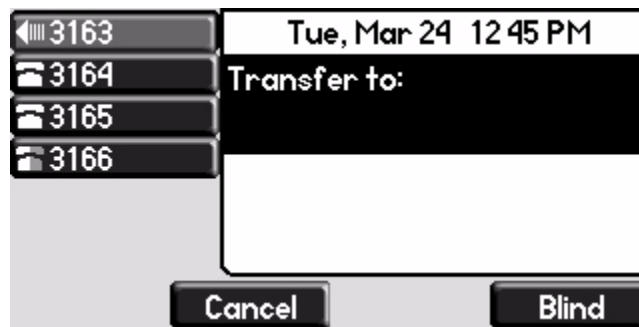 3163
Tue, Mar 24 12 45 PM
3164
Transfer to:
3165
3166
Cancel
Blind